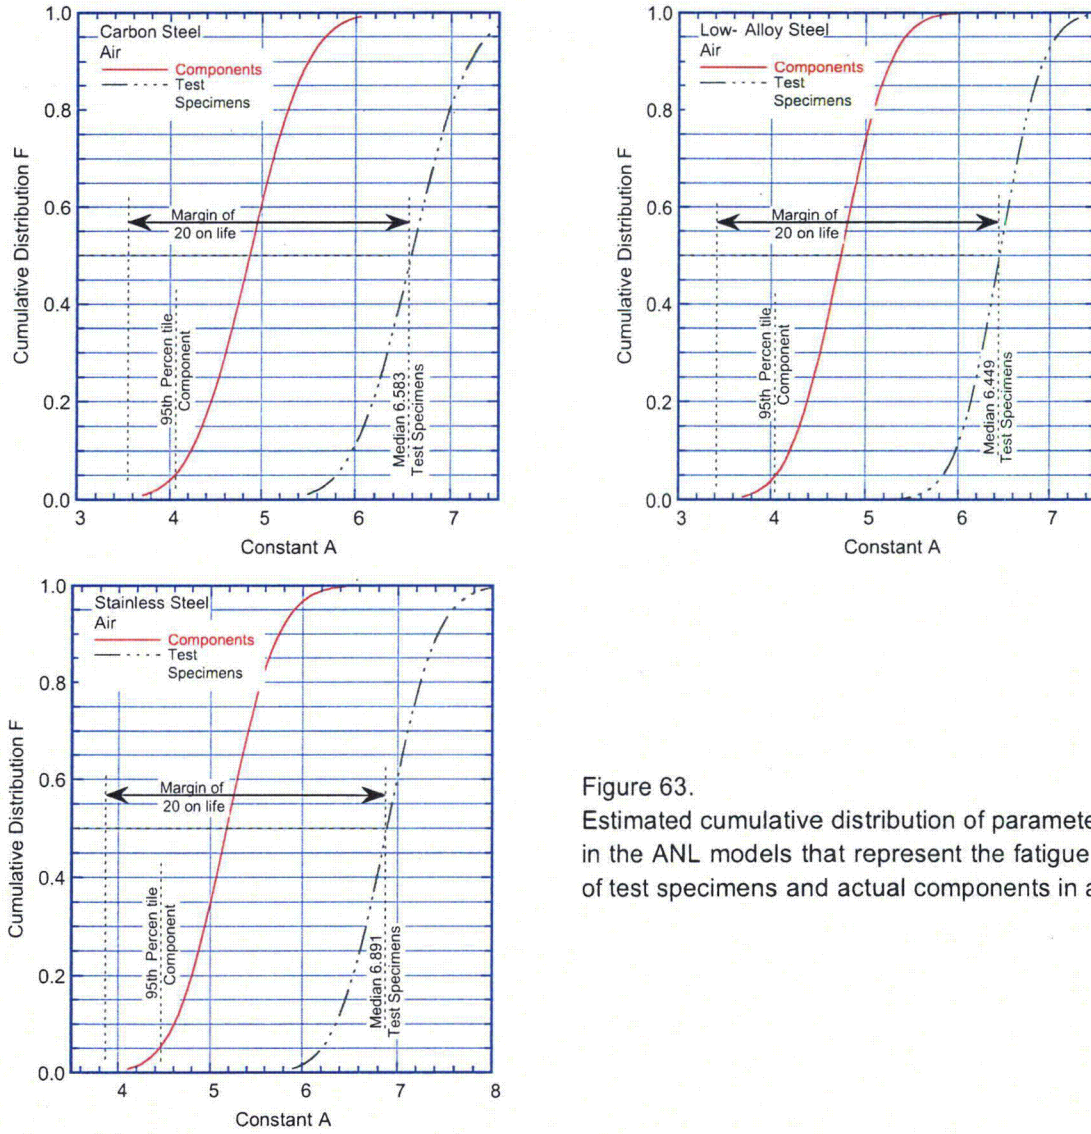 Carbon Steel
Air
Components
Test
Specimens
Margin of
20 on life
95th Percen tile
Component
Median 6.583
Test Specimens
Cumulative Distribution F
1.0
0.8
0.6
0.4
0.2
0.0
3 4 5 6 7
Constant A
Low- Alloy Steel
Air
Components
Test
Specimens
Margin of
20 on life
95th Percen tile
Component
Median 6.449
Test Specimens
Cumulative Distribution F
1.0
0.8
0.6
0.4
0.2
0.0
3 4 5 6 7
Constant A
Stainless Steel
Air
Components
Test
Specimens
Margin of
20 on life
95th Percen tile
Component
Median 6.891
Test Specimens
Cumulative Distribution F
1.0
0.8
0.6
0.4
0.2
0.0
4 5 6 7 8
Constant A
Figure 63.
Estimated cumulative distribution of paramete
in the ANL models that represent the fatigue
of test specimens and actual components in a